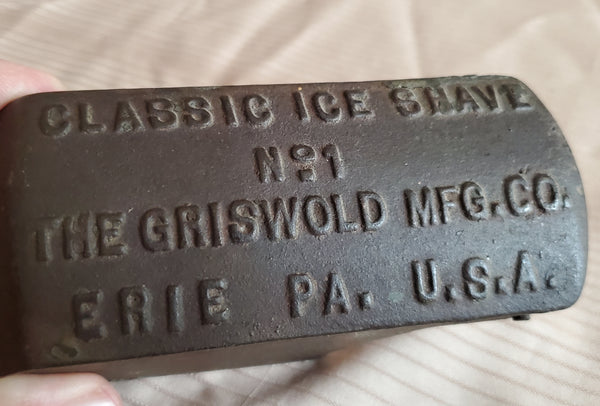 CLASSIC ICE SHAVE
Nº1
THE GRISWOLD MFG.CO.
ERIE PA. U.S.A.